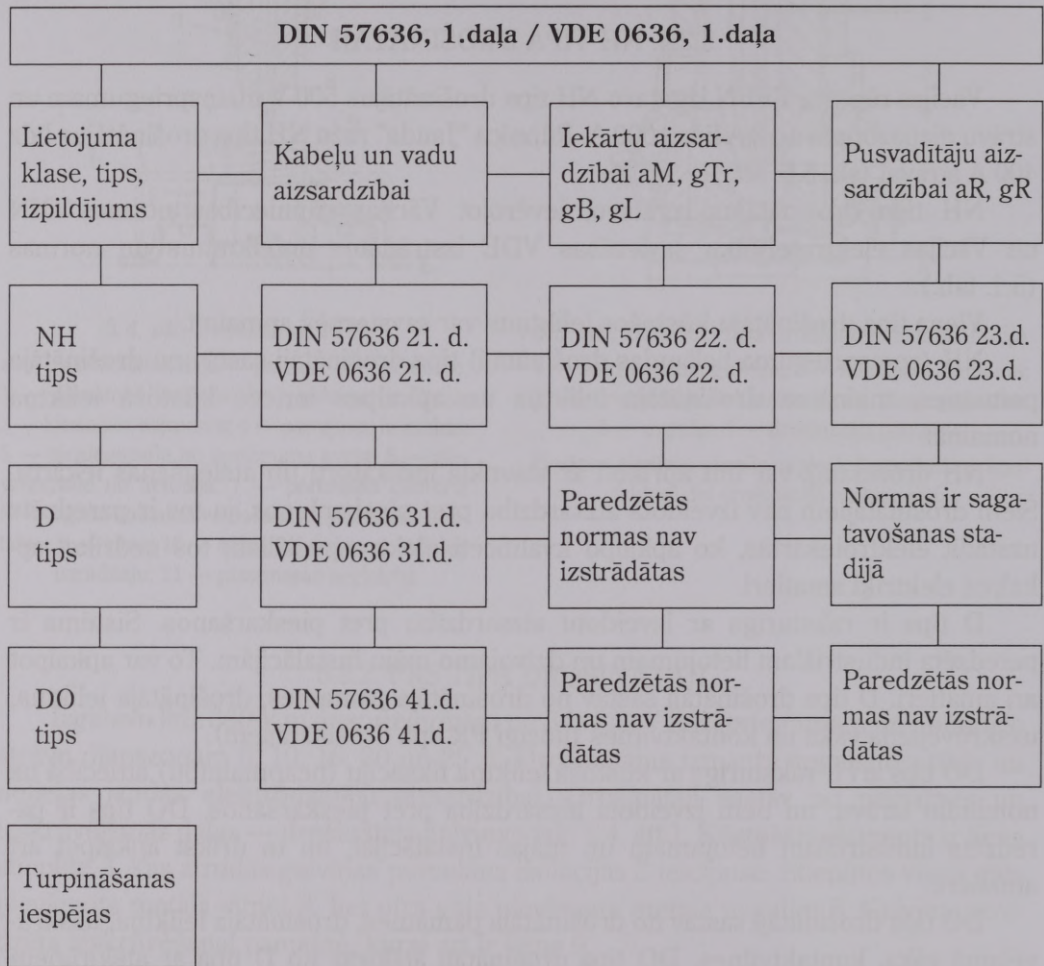 DIN 57636, 1.daļa / VDE 0636, 1.daļa
Lietojuma
klase, tips,
izpildījums
Kabeļu un vadu
aizsardzībai
Iekārtu aizsar-
dzībai aM, gTr,
gB, gL
Pusvadītāju aiz-
sardzībai aR, gR
NH
tips
DIN 57636 21. d.
VDE 0636 21. d.
DIN 57636 22. d.
VDE 0636 22. d.
DIN 57636 23.d.
VDE 0636 23.d.
D
tips
DIN 57636 31.d.
VDE 0636 31.d.
Paredzētās
normas nav
izstrādātas
Normas ir saga-
tavošanas sta-
dijā
DO
tips
DIN 57636 41.d.
VDE 0636 41.d.
Paredzētās nor-
mas nav izstrā-
dātas
Paredzētās nor-
mas nav izstrā-
dātas
Turpināšanas
iespējas